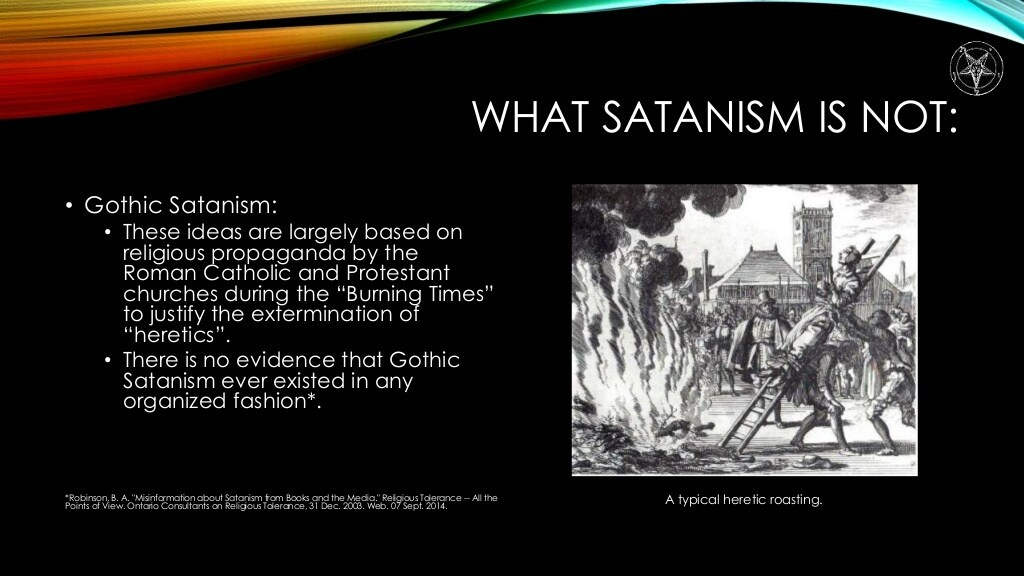 WHAT SATANISM IS NOT:
• Gothic Satanism:
• These ideas are largely based on
religious propaganda by the
Roman Catholic and Protestant
churches during the “Burning Times”
to justify the extermination of
“heretics”.
• There is no evidence that Gothic
Satanism ever existed in any
organized fashion*.
*Robinson, B. A. "Misinformation about Satanism from Books and the Media." Religious Tolerance -- All the
Points of View. Ontario Consultants on Religious Tolerance, 31 Dec. 2003. Web. 07 Sept. 2014.
A typical heretic roasting.